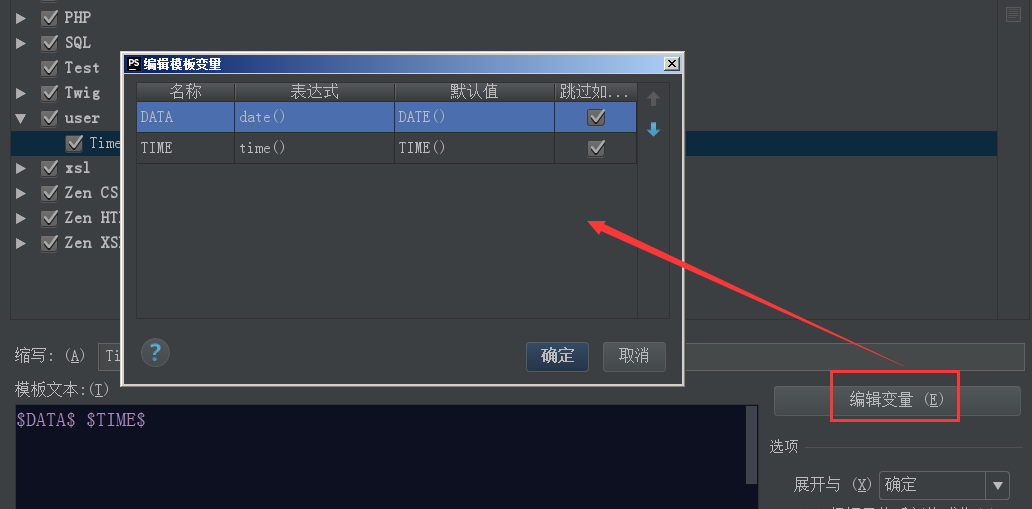 PHP
SQL
Test
Twig
user
Time
xsl
Zen CS
Zen HT
Zen XS
PS 编辑模板变量
名称 表达式 默认值 跳过如...
DATA date() DATE()
TIME time() TIME()
?
确定 取消
缩写: (A) Ti
模板文本:(T)
编辑变量 (E)
$DATA$ $TIME$
选项
展开与 (X) 确定